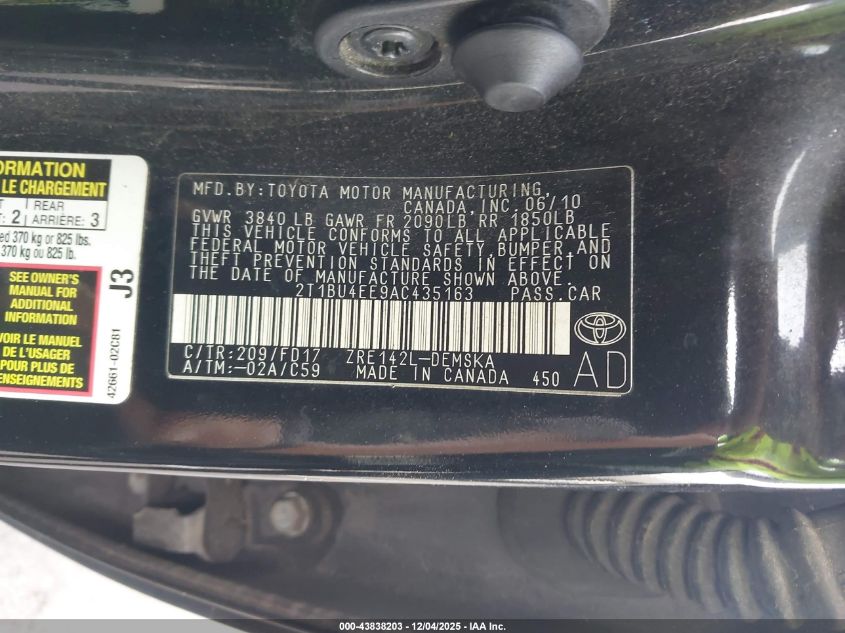 ORMATION
LE CHARGEMENT
REAR
2 ARRIÈRE: 3
370 kg or 825 lbs.
370 kg ou 825 lb.
SEE OWNER'S
MANUAL FOR
ADDITIONAL
INFORMATION
VOIR LE MANUEL
DE L'USAGER
POUR PLUS DE
RENSEIGNEMENTS
J3
42661-02C81
MFD.BY:TOYOTA MOTOR MANUFACTURING,
CANADA, INC. 06/10
GVWR 3840 LB GAWR FR 2090LB RR 1850LB
THIS VEHICLE CONFORMS TO ALL APPLICABLE
FEDERAL MOTOR VEHICLE SAFETY, BUMPER, AND
THEFT PREVENTION STANDARDS IN EFFECT ON
THE DATE OF MANUFACTURE SHOWN ABOVE.
2T1BU4EE9AC435163 PASS.CAR
C/TR:209/FD17 ZRE142L-DEMSKA
A/TM:-02A/C59 MADE IN CANADA 450
AD
000-43838203 - 12/04/2025 - IAA Inc.